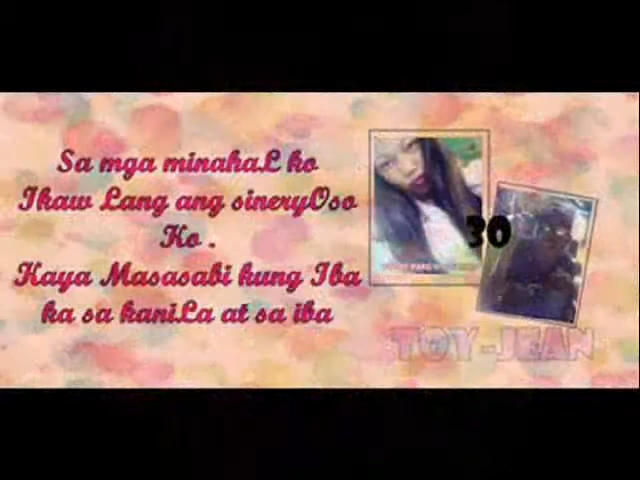 Sa mga minahaL ko
Ikaw Lang ang sineryOso
Ko .
Kaya Masasabi kung Iba
ka sa kaniLa at sa iba
30
TOY-JEAN